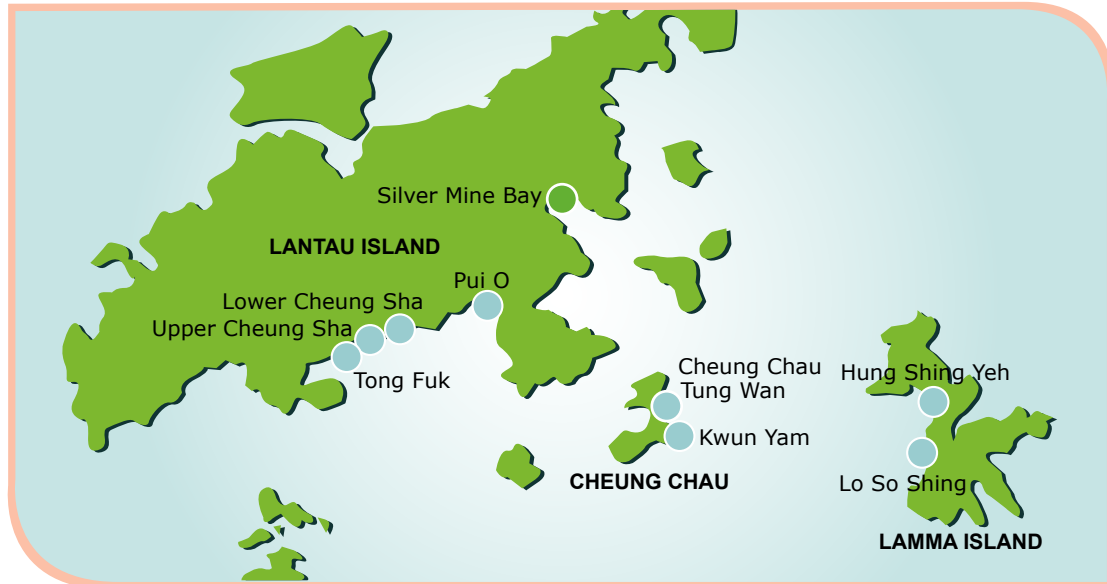 Silver Mine Bay
LANTAU ISLAND
Pui O
Lower Cheung Sha
Upper Cheung Sha
Tong Fuk
Cheung Chau
Tung Wan
Kwun Yam
CHEUNG CHAU
Hung Shing Yeh
Lo So Shing
LAMMA ISLAND